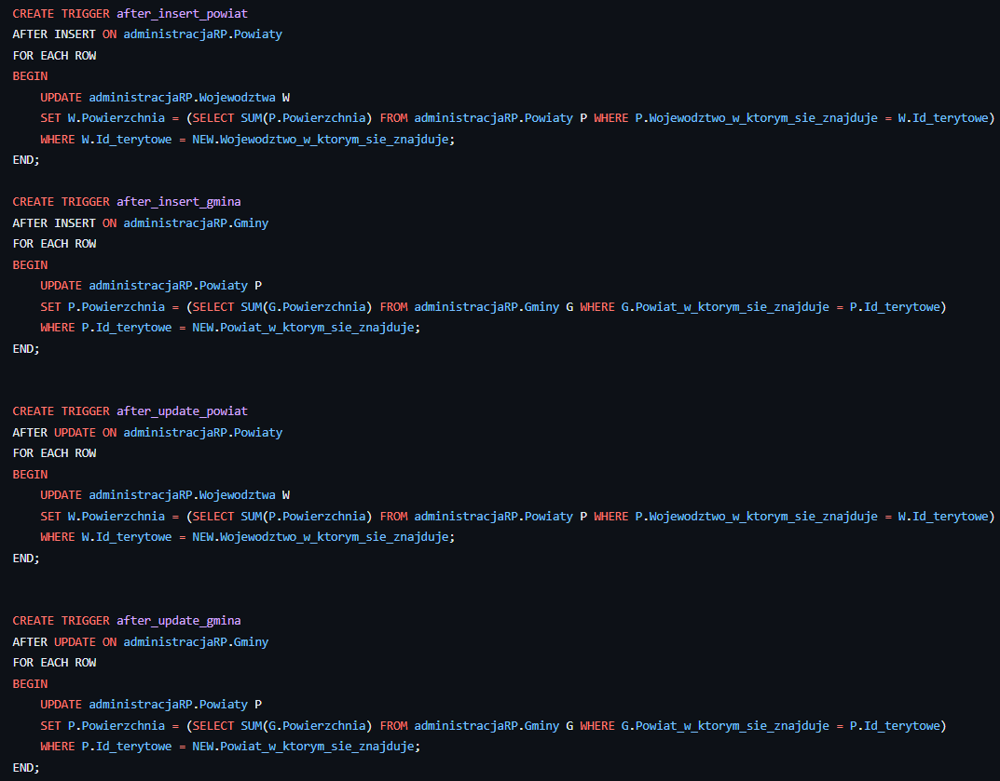 CREATE TRIGGER after_insert_powiat
AFTER INSERT ON administracjaRP.Powiaty
FOR EACH ROW
BEGIN
    UPDATE administracjaRP.Wojewodztwa W
    SET W.Powierzchnia = (SELECT SUM(P.Powierzchnia) FROM administracjaRP.Powiaty P WHERE P.Wojewodztwo_w_ktorym_sie_znajduje = W.Id_terytowe)
    WHERE W.Id_terytowe = NEW.Wojewodztwo_w_ktorym_sie_znajduje;
END;

CREATE TRIGGER after_insert_gmina
AFTER INSERT ON administracjaRP.Gminy
FOR EACH ROW
BEGIN
    UPDATE administracjaRP.Powiaty P
    SET P.Powierzchnia = (SELECT SUM(G.Powierzchnia) FROM administracjaRP.Gminy G WHERE G.Powiat_w_ktorym_sie_znajduje = P.Id_terytowe)
    WHERE P.Id_terytowe = NEW.Powiat_w_ktorym_sie_znajduje;
END;

CREATE TRIGGER after_update_powiat
AFTER UPDATE ON administracjaRP.Powiaty
FOR EACH ROW
BEGIN
    UPDATE administracjaRP.Wojewodztwa W
    SET W.Powierzchnia = (SELECT SUM(P.Powierzchnia) FROM administracjaRP.Powiaty P WHERE P.Wojewodztwo_w_ktorym_sie_znajduje = W.Id_terytowe)
    WHERE W.Id_terytowe = NEW.Wojewodztwo_w_ktorym_sie_znajduje;
END;

CREATE TRIGGER after_update_gmina
AFTER UPDATE ON administracjaRP.Gminy
FOR EACH ROW
BEGIN
    UPDATE administracjaRP.Powiaty P
    SET P.Powierzchnia = (SELECT SUM(G.Powierzchnia) FROM administracjaRP.Gminy G WHERE G.Powiat_w_ktorym_sie_znajduje = P.Id_terytowe)
    WHERE P.Id_terytowe = NEW.Powiat_w_ktorym_sie_znajduje;
END;